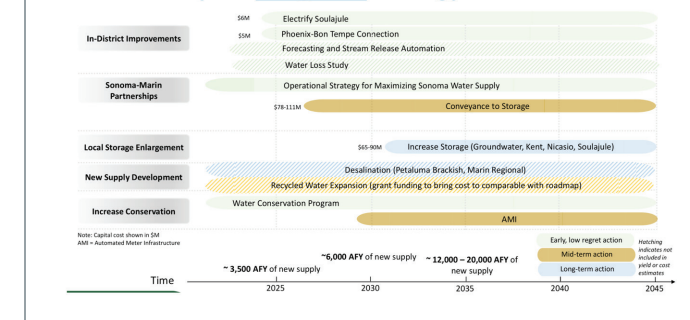 $6M
Electrify Soulajule
$5M
Phoenix-Bon Tempe Connection
In-District Improvements
Forecasting and Stream Release Automation
Water Loss Study
Sonoma-Marin
Partnerships
Operational Strategy for Maximizing Sonoma Water Supply
$78-111M
Conveyance to Storage
Local Storage Enlargement
$65-90M
Increase Storage (Groundwater, Kent, Nicasio, Soulajule)
New Supply Development
Desalination (Petaluma Brackish, Marin Regional)
Recycled Water Expansion (grant funding to bring cost to comparable with roadmap)
Increase Conservation
Water Conservation Program
AMI
Note: Capital cost shown in $M
AMI = Automated Meter Infrastructure
Early, low regret action
Mid-term action
Long-term action
Hatching
indicates not
included in
yield or cost
estimates
~ 3,500 AFY of new supply
~6,000 AFY of new supply
~ 12,000 – 20,000 AFY of
new supply
Time
2025
2030
2035
2040
2045